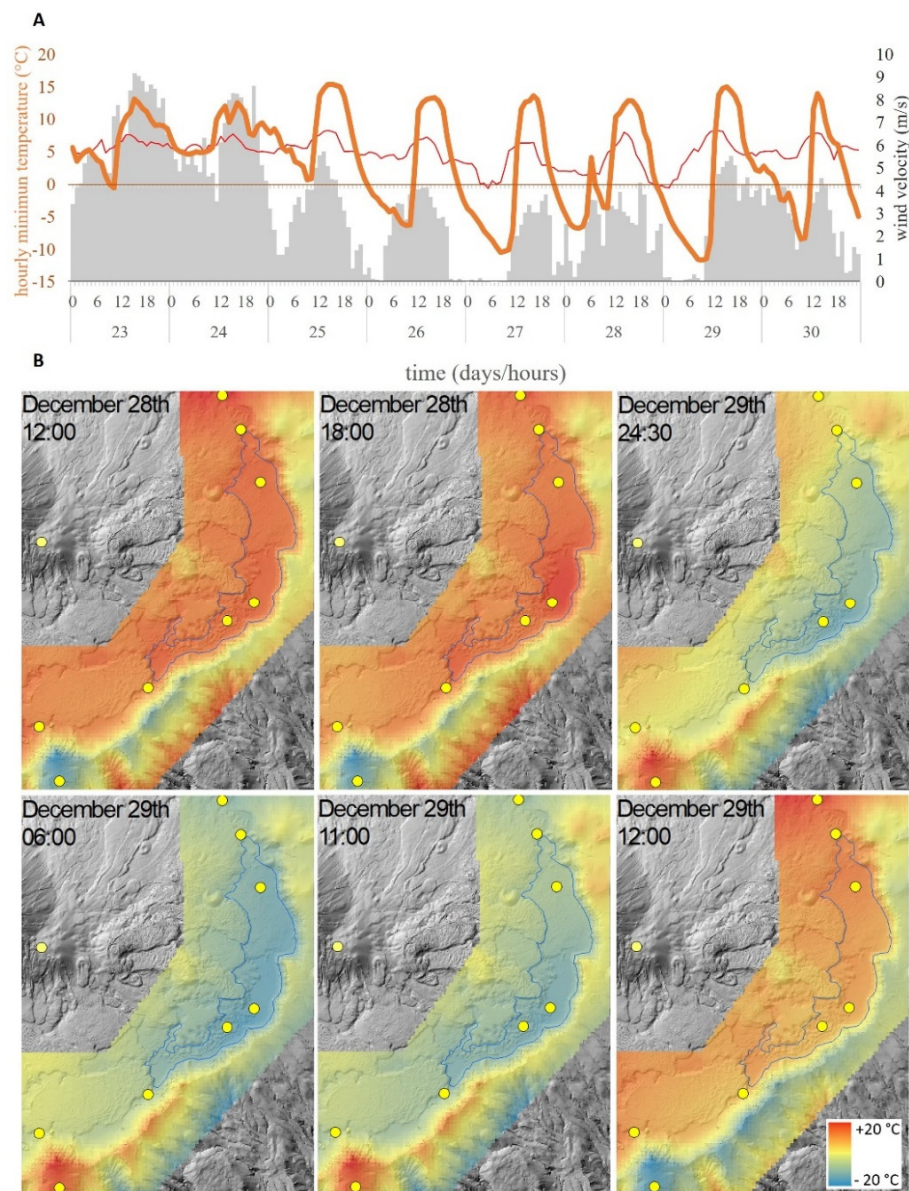 A
20
15
10
5
0
-5
-10
-15
hourly minimun temperature (°C)
10
9
8
7
6
5
4
3
2
1
0
wind velocity (m/s)
0 6 12 18 0 6 12 18 0 6 12 18 0 6 12 18 0 6 12 18 0 6 12 18 0 6 12 18 0 6 12 18
23 24 25 26 27 28 29 30
time (days/hours)
B
December 28th
12:00
December 28th
18:00
December 29th
24:30
December 29th
06:00
December 29th
11:00
December 29th
12:00
+20 °C
- 20 °C